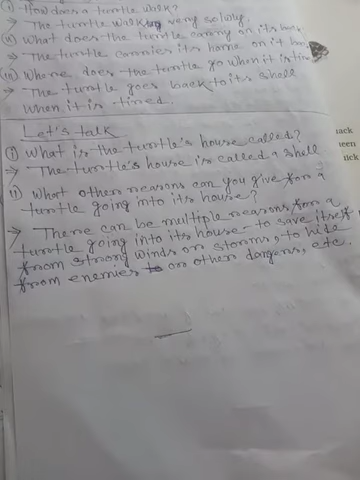 (i) How does a turtle walk?
→ The turtle walks very slowly.
(ii) What does the turtle carry on its back?
→ The turtle carries its home on it
(iii) Where does the turtle go when it is tired
→ The turtle goes back to its shell
when it is tired.
Let's talk
(i) What is the turtle's house called?
→ The turtle's house is called a shell
(ii) What other reasons can you give for a
turtle going into its house?
→ There can be multiple reasons for a
turtle going into its house - to save itself
from strong winds or storms, to hide
from enemies or other dangers, etc.